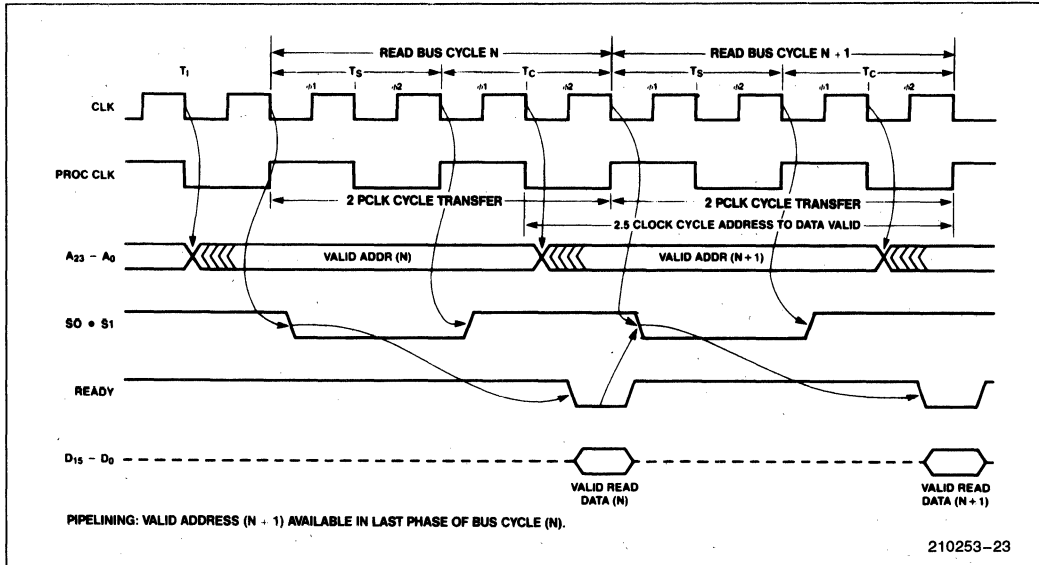 READ BUS CYCLE N
READ BUS CYCLE N + 1
TI
TS
TC
TS
TC
ϕ1
ϕ2
ϕ1
ϕ2
ϕ1
ϕ2
ϕ1
ϕ2
CLK
PROC CLK
2 PCLK CYCLE TRANSFER
2 PCLK CYCLE TRANSFER
2.5 CLOCK CYCLE ADDRESS TO DATA VALID
A23 – A0
VALID ADDR (N)
VALID ADDR (N+1)
S0 • S1
READY
D15 – D0
VALID READ
DATA (N)
VALID READ
DATA (N+1)
PIPELINING: VALID ADDRESS (N + 1) AVAILABLE IN LAST PHASE OF BUS CYCLE (N).
210253–23